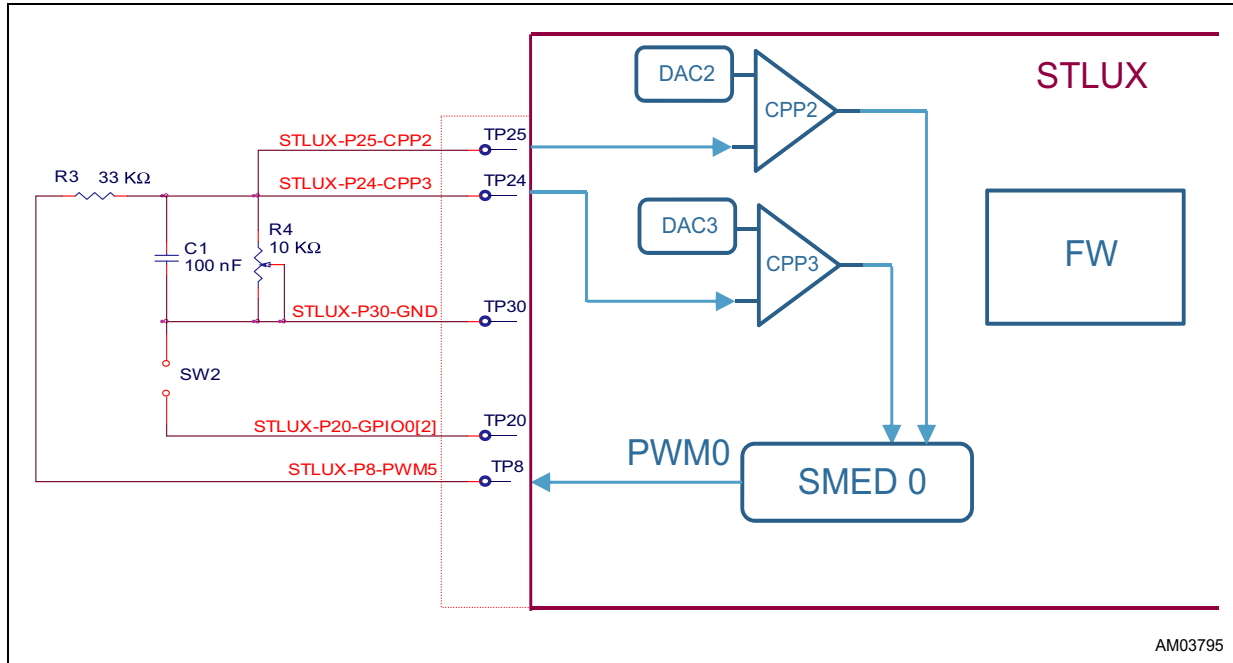 STLUX
DAC2
CPP2
STLUX-P25-CPP2
TP25
R3 33 KΩ
STLUX-P24-CPP3
TP24
R4
10 KΩ
C1
100 nF
DAC3
CPP3
FW
STLUX-P30-GND
TP30
SW2
STLUX-P20-GPIO0[2]
TP20
STLUX-P8-PWM5
TP8
PWM0
SMED 0
AM03795